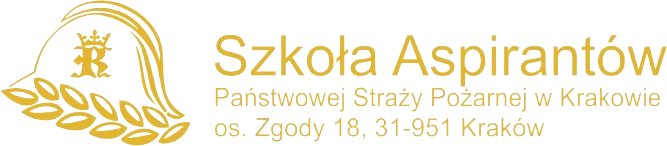 R
Szkoła Aspirantów
Państwowej Straży Pożarnej w Krakowie
os. Zgody 18, 31-951 Kraków